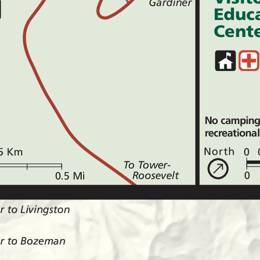 Gardiner
Educa
Cente
No camping
recreational
5 Km
0.5 Mi
To Tower-
Roosevelt
North 0
0
r to Livingston
r to Bozeman